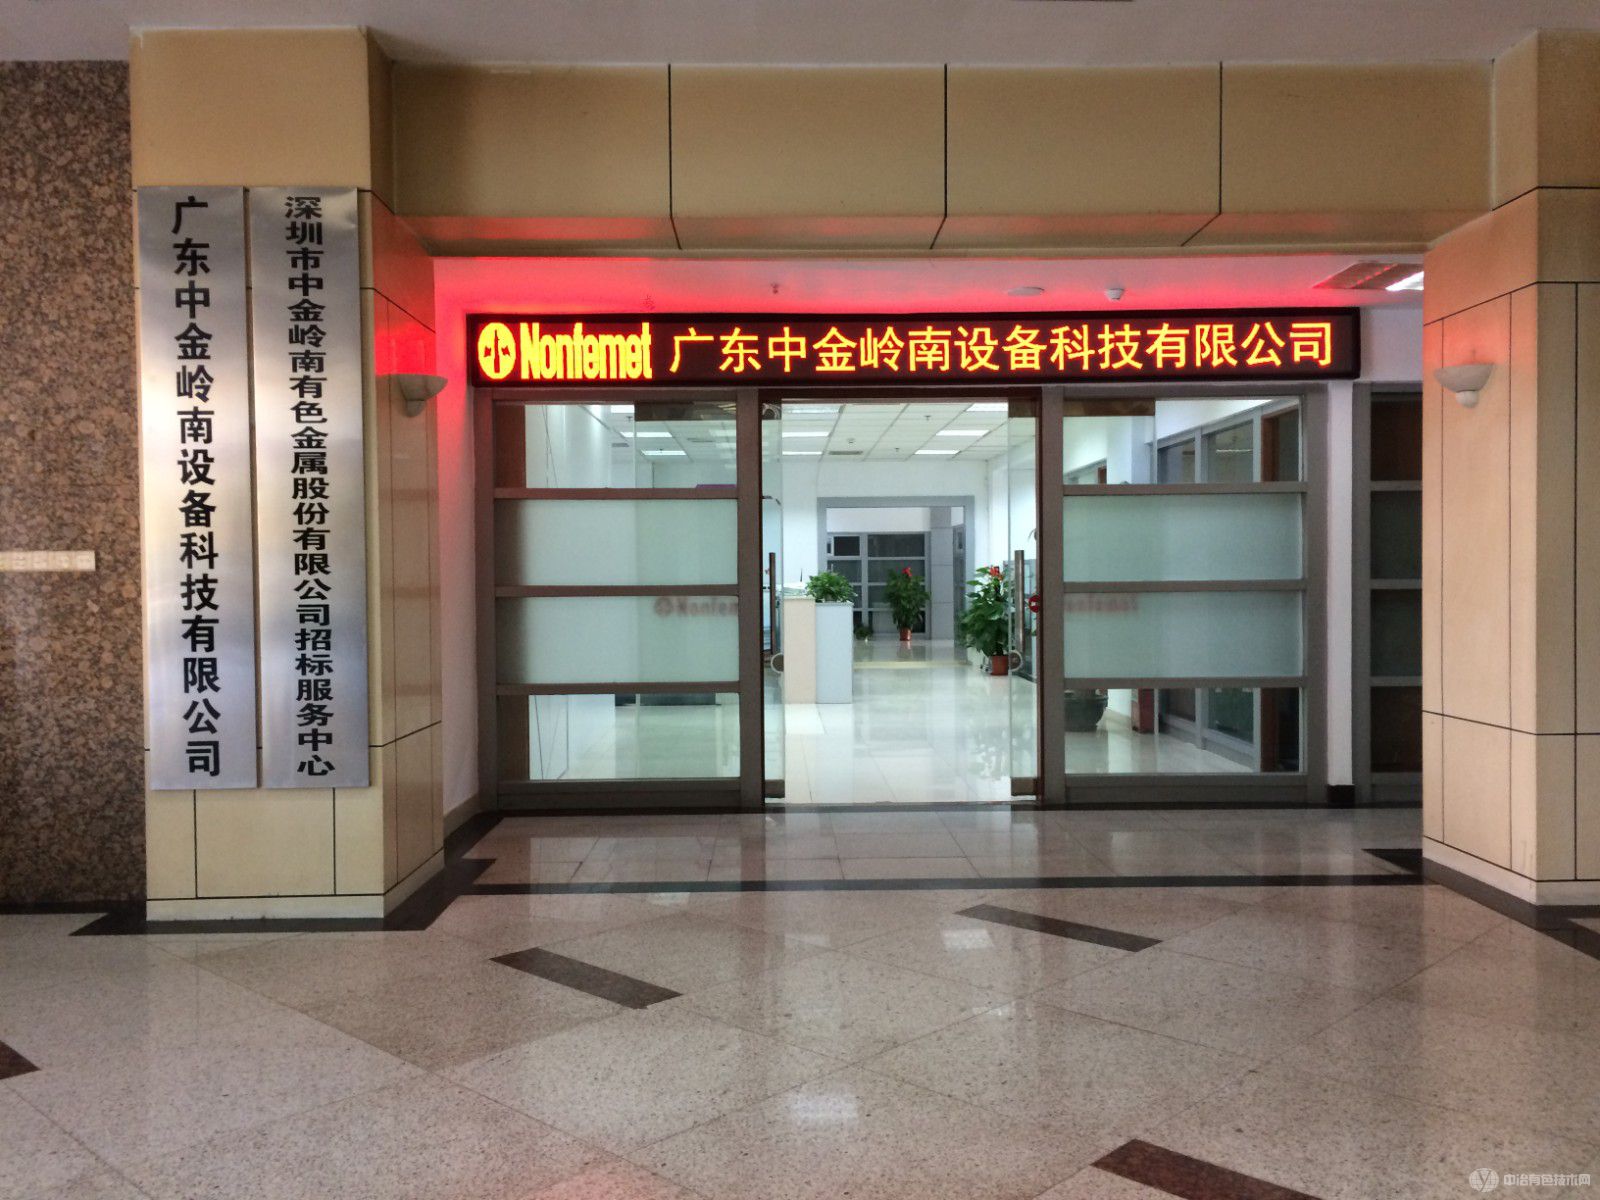 广东中金岭南设备科技有限公司
深圳市中金岭南有色金属股份有限公司招标服务中心
Nonfemet 广东中金岭南设备科技有限公司
中冶有色技术网